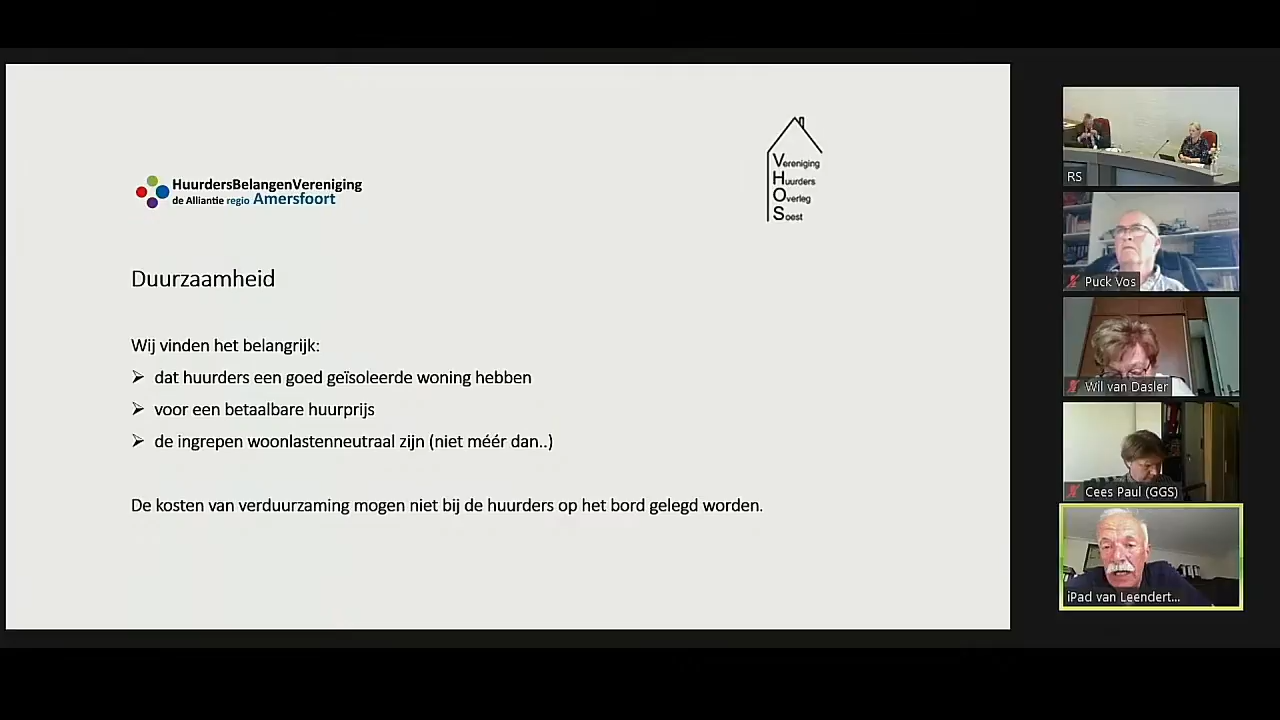 HuurdersBelangenVereniging
de Alliantie regio Amersfoort
Vereniging
Huurders
Overleg
Soest
Duurzaamheid
Wij vinden het belangrijk:
➢ dat huurders een goed geïsoleerde woning hebben
➢ voor een betaalbare huurprijs
➢ de ingrepen woonlastenneutraal zijn (niet méér dan..)
De kosten van verduurzaming mogen niet bij de huurders op het bord gelegd worden.
RS
Puck Vos
Wil van Dasler
Cees Paul (GGS)
iPad van Leendert...